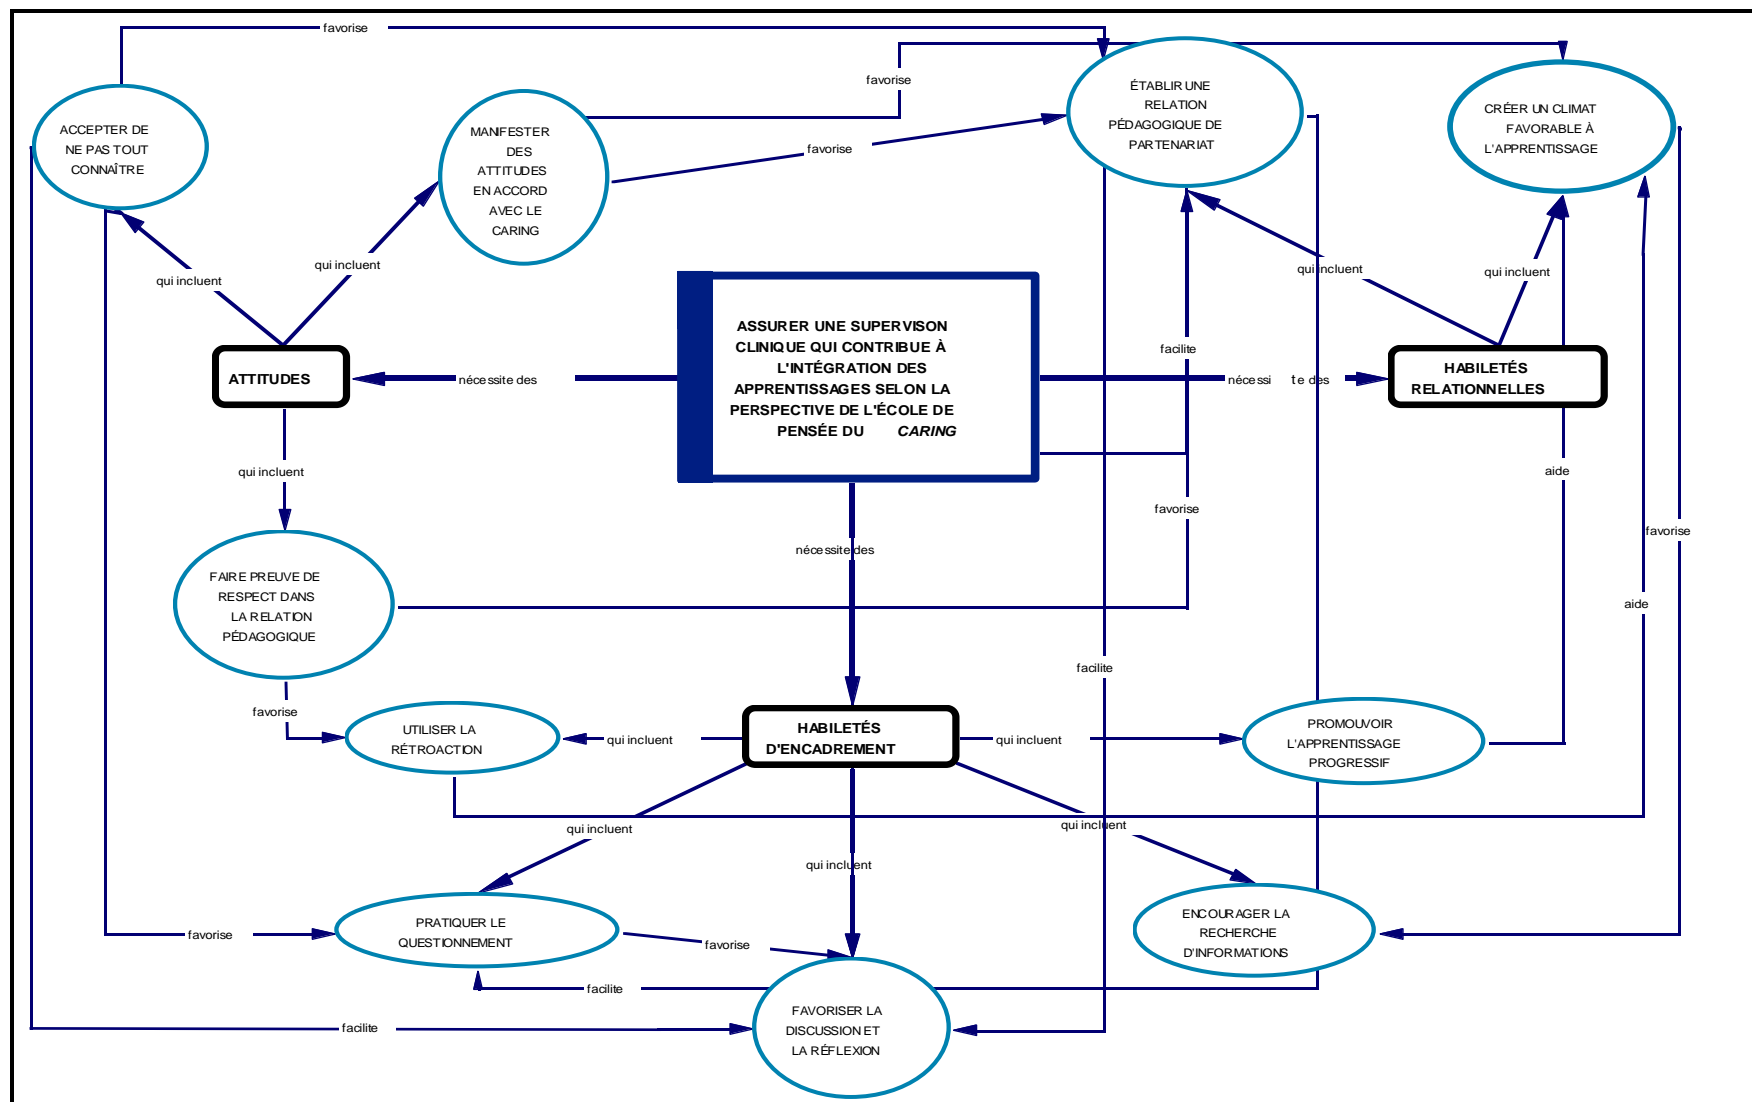 favorise
favorise
ACCEPTER DE
NE PAS TOUT
CONNAÎTRE
MANIFESTER
DES
ATTITUDES
EN ACCORD
AVEC LE
CARING
favorise
ÉTABLIR UNE
RELATION
PÉDAGOGIQUE DE
PARTENARIAT
CRÉER UN CLIMAT
FAVORABLE À
L'APPRENTISSAGE
qui incluent
qui incluent
qui incluent
qui incluent
ATTITUDES
nécessite des
ASSURER UNE SUPERVISON
CLINIQUE QUI CONTRIBUE À
L'INTÉGRATION DES
APPRENTISSAGES SELON LA
PERSPECTIVE DE L'ÉCOLE DE
PENSÉE DU CARING
facilite
nécessite des
HABILETÉS
RELATIONNELLES
qui incluent
aide
favorise
favorise
nécessite des
FAIRE PREUVE DE
RESPECT DANS
LA RELATION
PÉDAGOGIQUE
aide
facilite
favorise
UTILISER LA
RÉTROACTION
qui incluent
HABILETÉS
D'ENCADREMENT
qui incluent
PROMOUVOIR
L'APPRENTISSAGE
PROGRESSIF
qui incluent
qui incluent
qui incluent
favorise
PRATIQUER LE
QUESTIONNEMENT
favorise
ENCOURAGER LA
RECHERCHE
D'INFORMATIONS
facilite
facilite
FAVORISER LA
DISCUSSION ET
LA RÉFLEXION